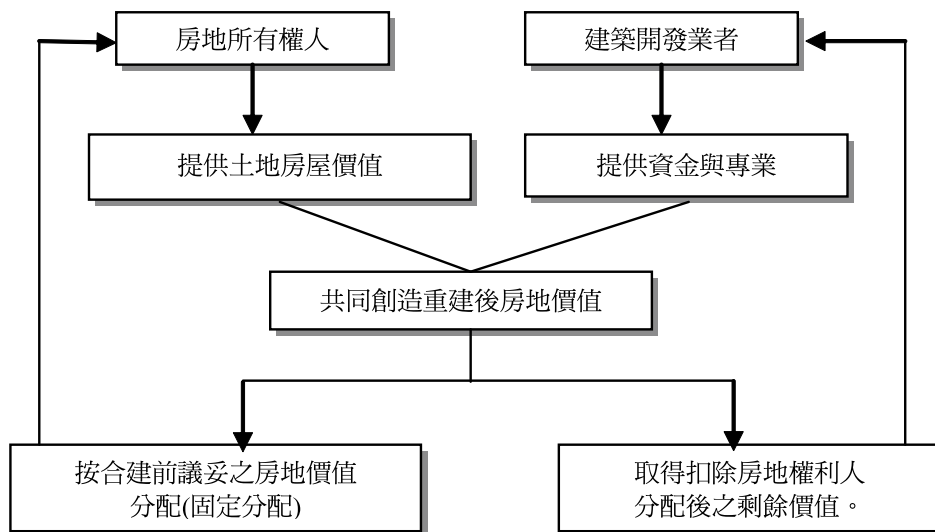 房地所有權人
建築開發業者
提供土地房屋價值
提供資金與專業
共同創造重建後房地價值
按合建前議妥之房地價值
分配(固定分配)
取得扣除房地權利人
分配後之剩餘價值。